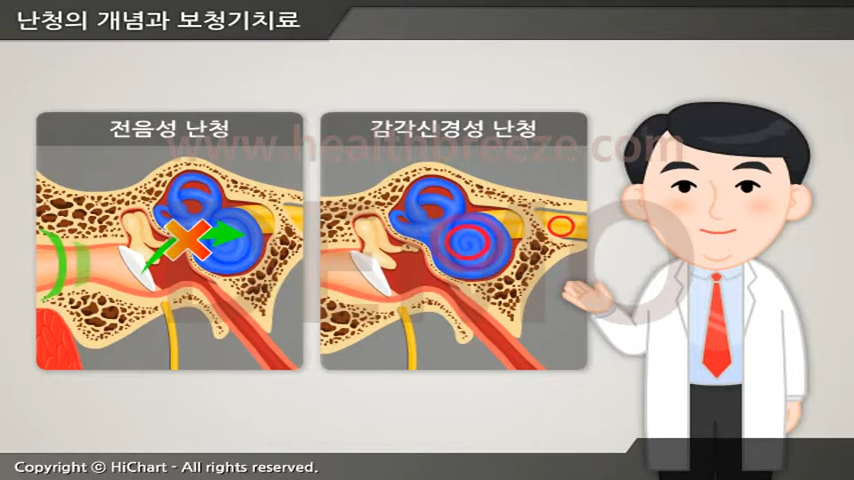 난청의 개념과 보청기치료
전음성 난청
감각신경성 난청
www.healthbreeze.com
Copyright ⓒ HiChart - All rights reserved.